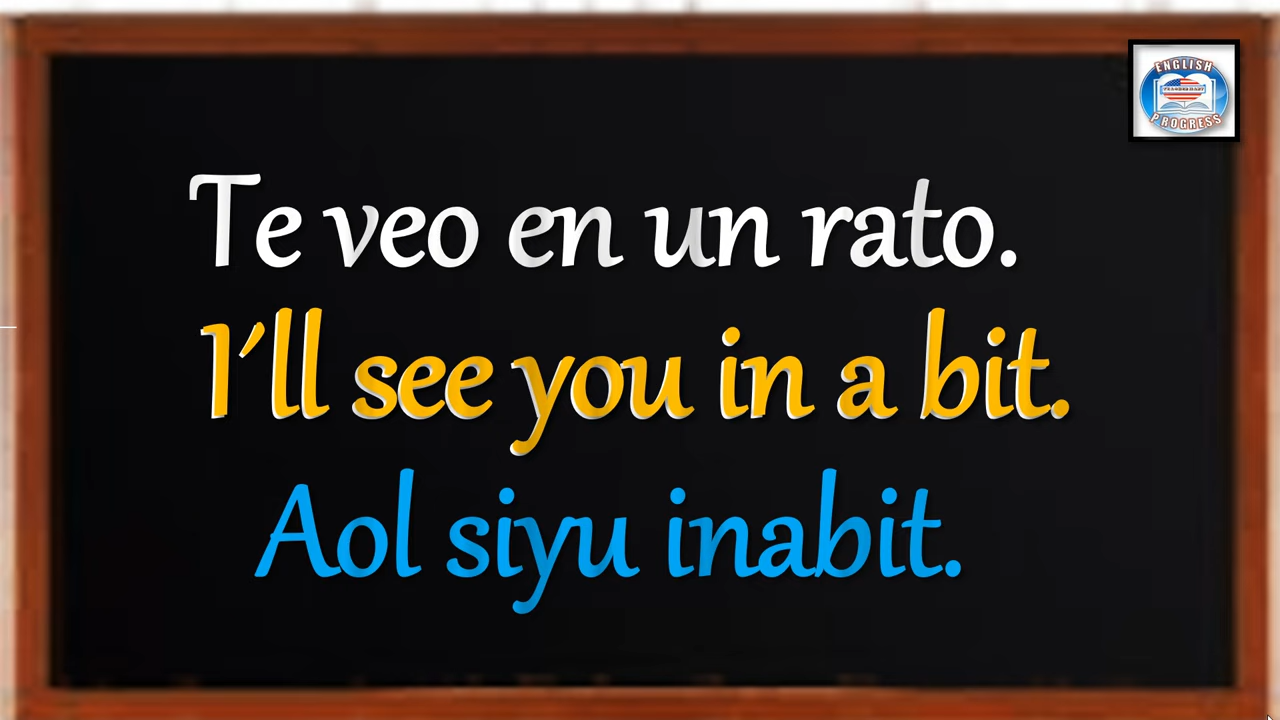 ENGLISH
PROGRESS
Te veo en un rato.
I´ll see you in a bit.
Aol siyu inabit.